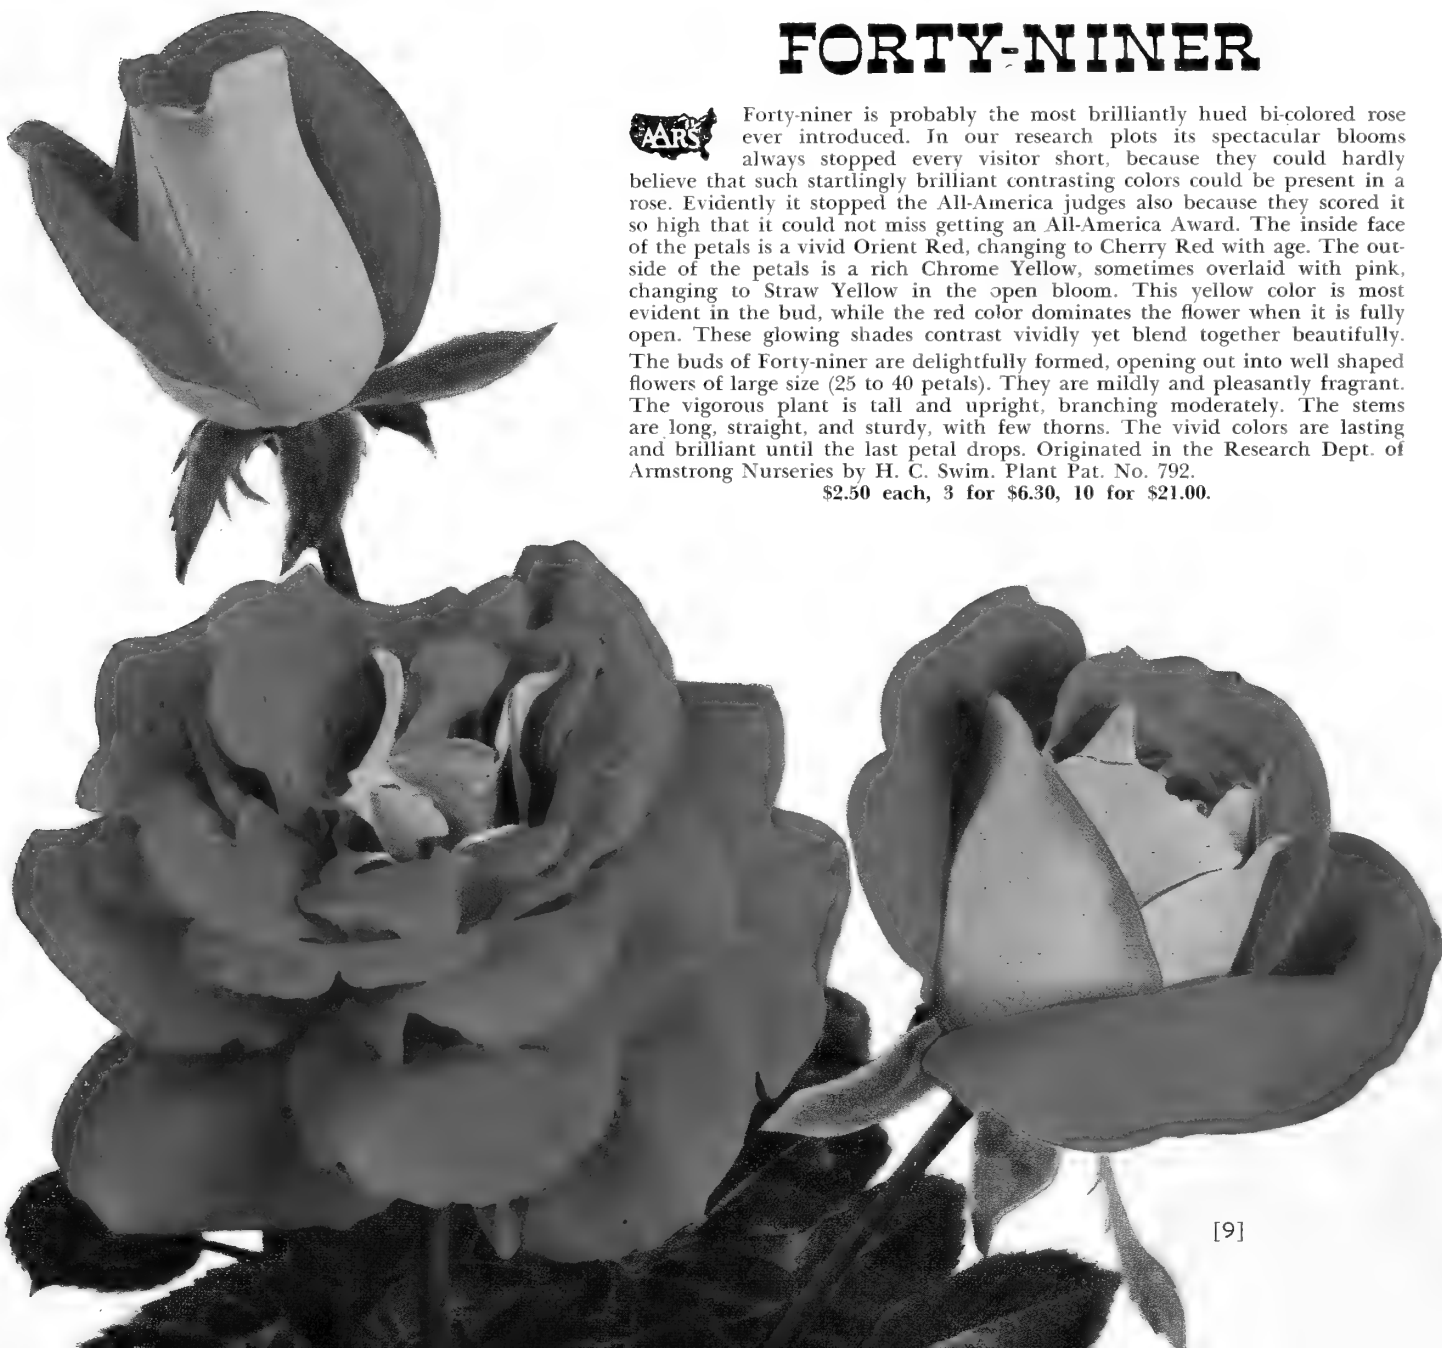 FORTY-NINER
AARS
Forty-niner is probably the most brilliantly hued bi-colored rose
ever introduced. In our research plots its spectacular blooms
always stopped every visitor short, because they could hardly
believe that such startlingly brilliant contrasting colors could be present in a
rose. Evidently it stopped the All-America judges also because they scored it
so high that it could not miss getting an All-America Award. The inside face
of the petals is a vivid Orient Red, changing to Cherry Red with age. The out-
side of the petals is a rich Chrome Yellow, sometimes overlaid with pink,
changing to Straw Yellow in the open bloom. This yellow color is most
evident in the bud, while the red color dominates the flower when it is fully
open. These glowing shades contrast vividly yet blend together beautifully.
The buds of Forty-niner are delightfully formed, opening out into well shaped
flowers of large size (25 to 40 petals). They are mildly and pleasantly fragrant.
The vigorous plant is tall and upright, branching moderately. The stems
are long, straight, and sturdy, with few thorns. The vivid colors are lasting
and brilliant until the last petal drops. Originated in the Research Dept. of
Armstrong Nurseries by H. C. Swim. Plant Pat. No. 792.
$2.50 each, 3 for $6.30, 10 for $21.00.
[9]